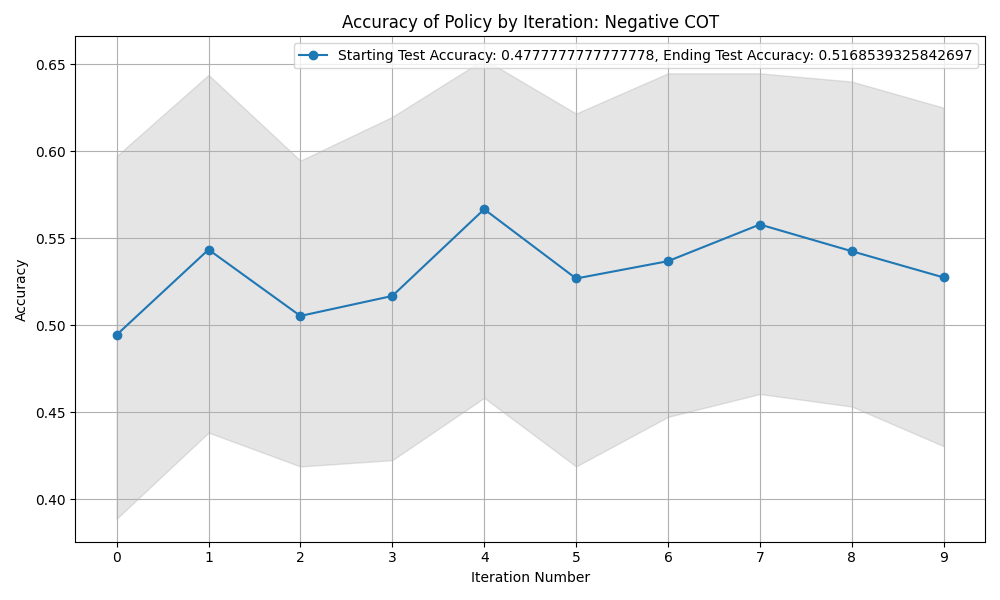 Accuracy of Policy by Iteration: Negative COT
Starting Test Accuracy: 0.4777777777777778, Ending Test Accuracy: 0.5168539325842697
0.65
0.60
0.55
0.50
0.45
0.40
Accuracy
0 1 2 3 4 5 6 7 8 9
Iteration Number